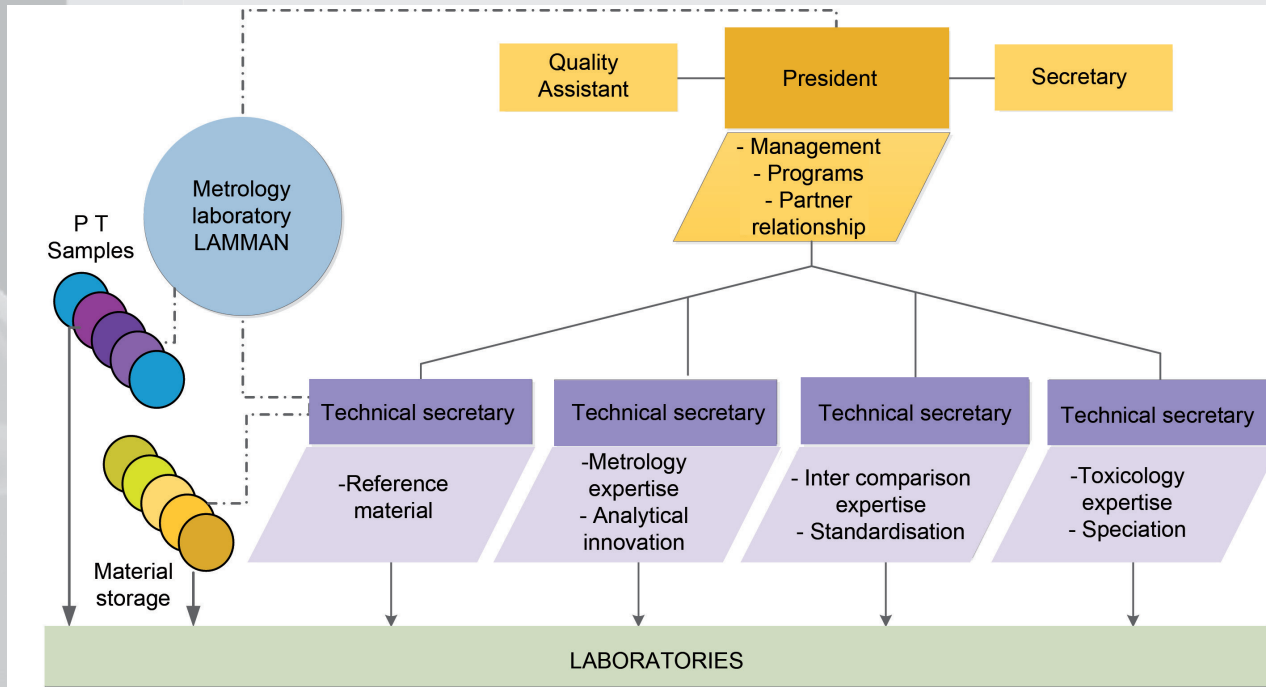 Quality
Assistant
President
Secretary
- Management
- Programs
- Partner
relationship
Metrology
laboratory
LAMMAN
P T
Samples
Technical secretary
Technical secretary
Technical secretary
Technical secretary
-Reference
material
-Metrology
expertise
- Analytical
innovation
- Inter comparison
expertise
- Standardisation
-Toxicology
expertise
- Speciation
Material
storage
LABORATORIES